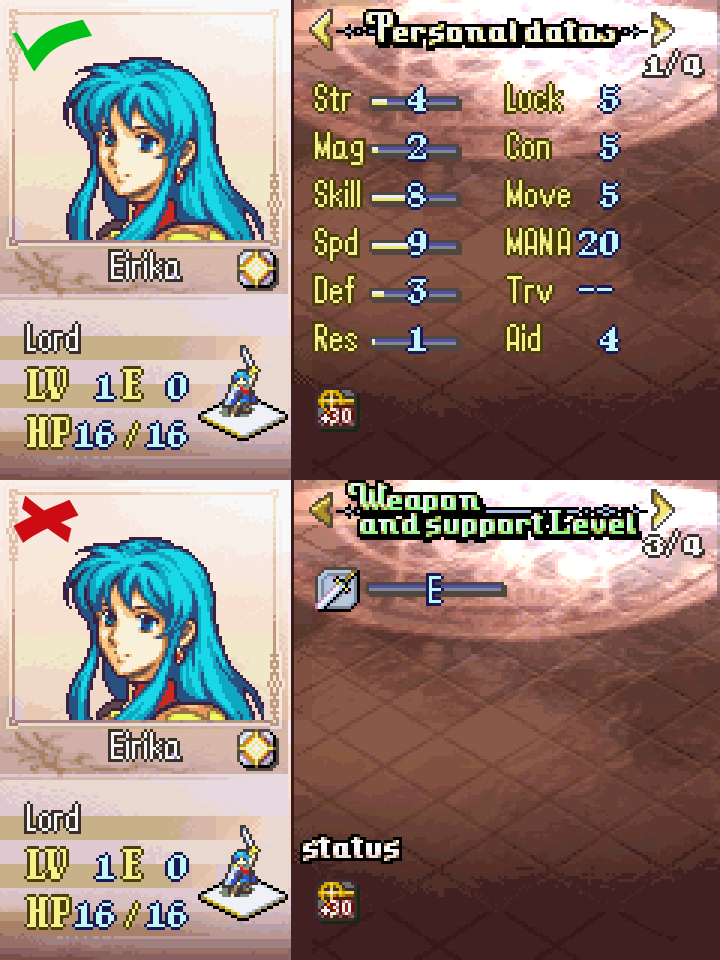 Personal datas
1/4
Str 4 Luck 5
Mag 2 Con 5
Skill 8 Move 5
Spd 9 MANA 20
Def 3 Trv --
Res 1 Aid 4
+30
Eirika
Lord
LV 1 E 0
HP 16/16
Weapon
and support Level
3/4
E
status
+30
Eirika
Lord
LV 1 E 0
HP 16/16